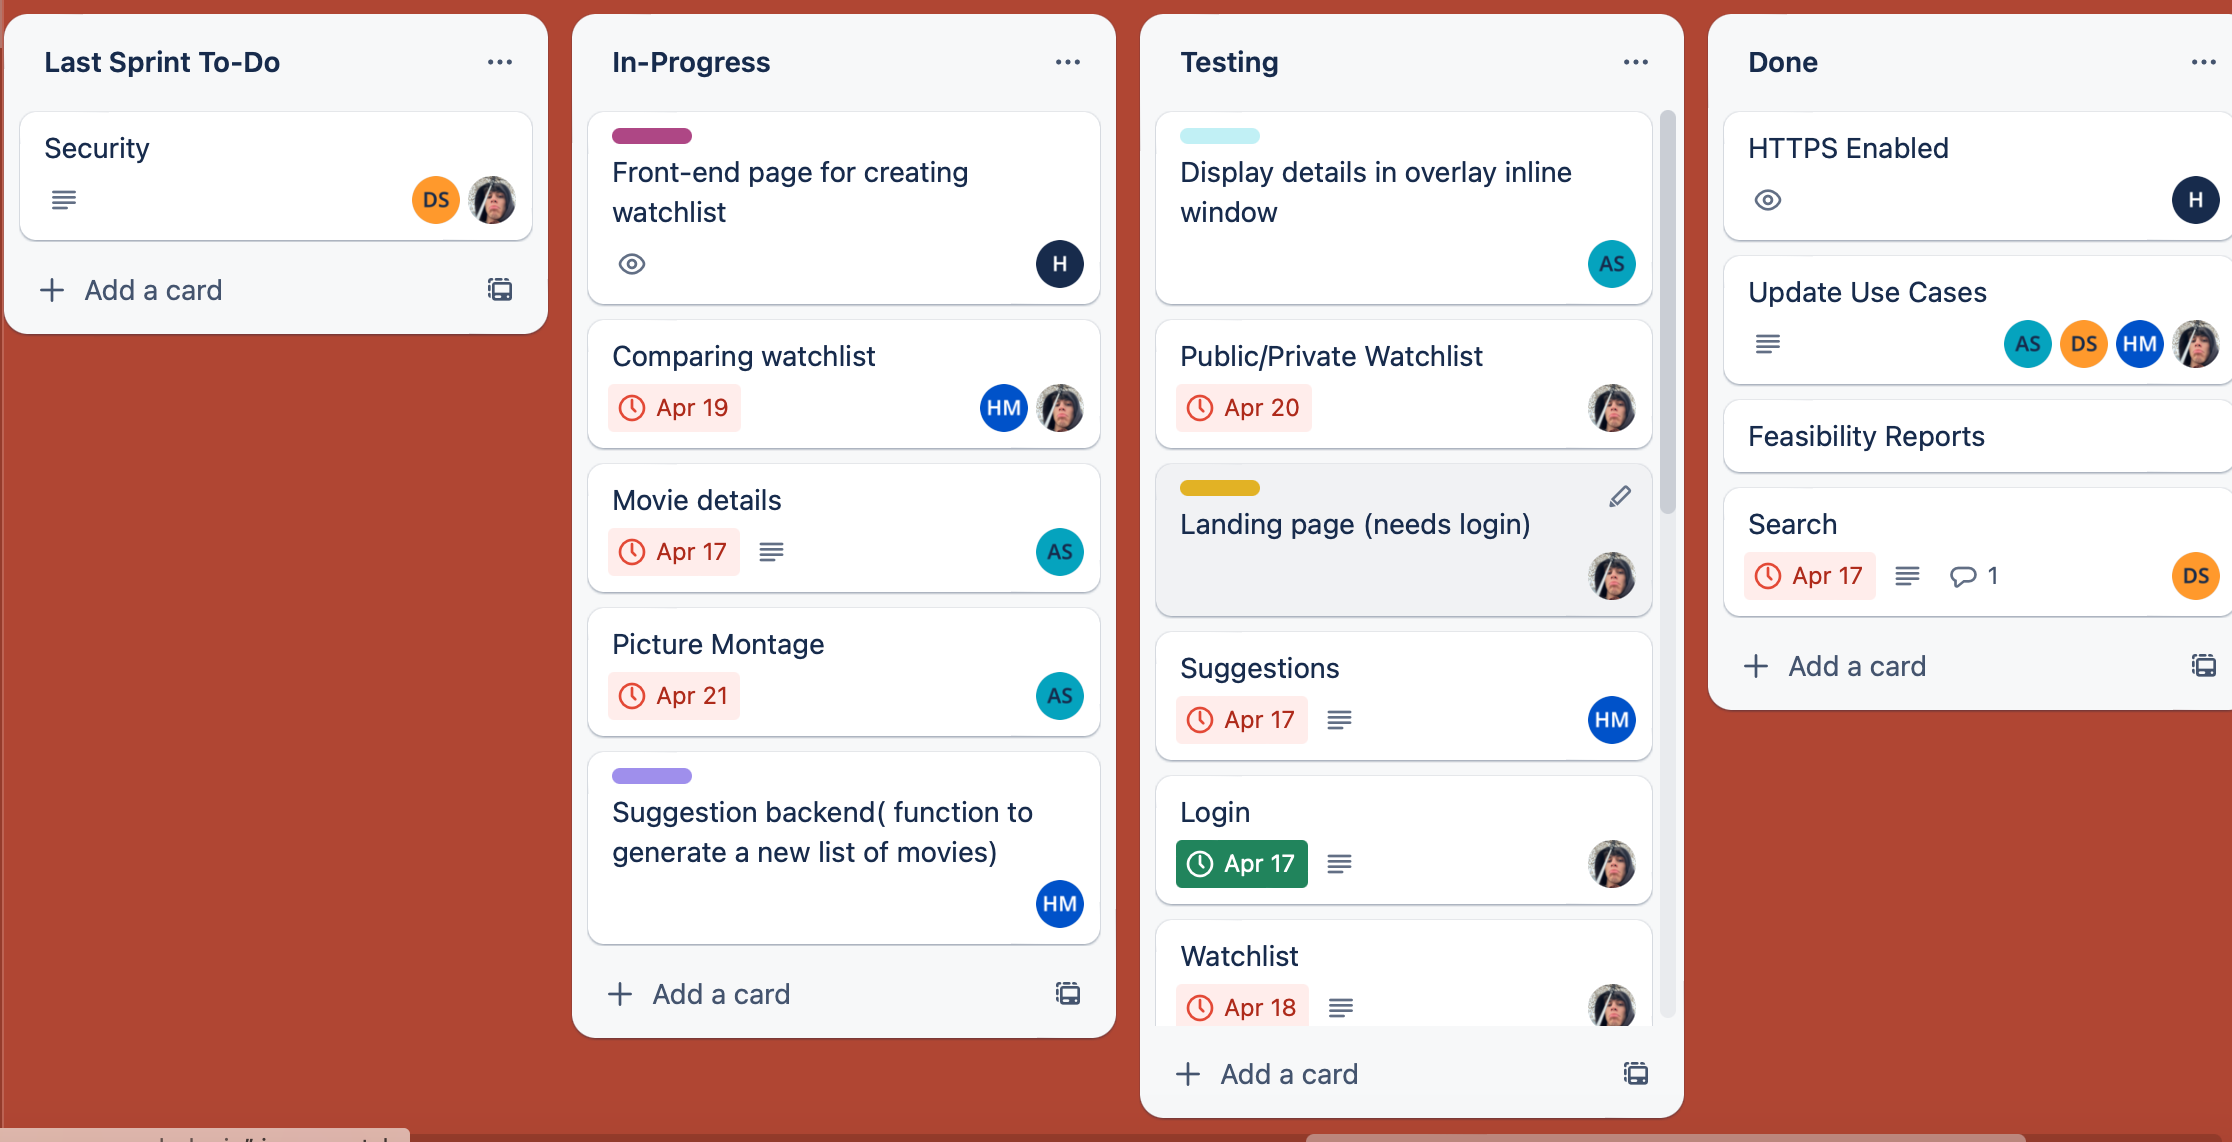 Last Sprint To-Do
Security
DS
Add a card
In-Progress
Front-end page for creating
watchlist
H
Comparing watchlist
Apr 19
HM
Movie details
Apr 17
AS
Picture Montage
Apr 21
AS
Suggestion backend( function to
generate a new list of movies)
HM
Add a card
Testing
Display details in overlay inline
window
AS
Public/Private Watchlist
Apr 20
Landing page (needs login)
Suggestions
Apr 17
HM
Login
Apr 17
Watchlist
Apr 18
Add a card
Done
HTTPS Enabled
H
Update Use Cases
AS DS HM
Feasibility Reports
Search
Apr 17 1 DS
Add a card